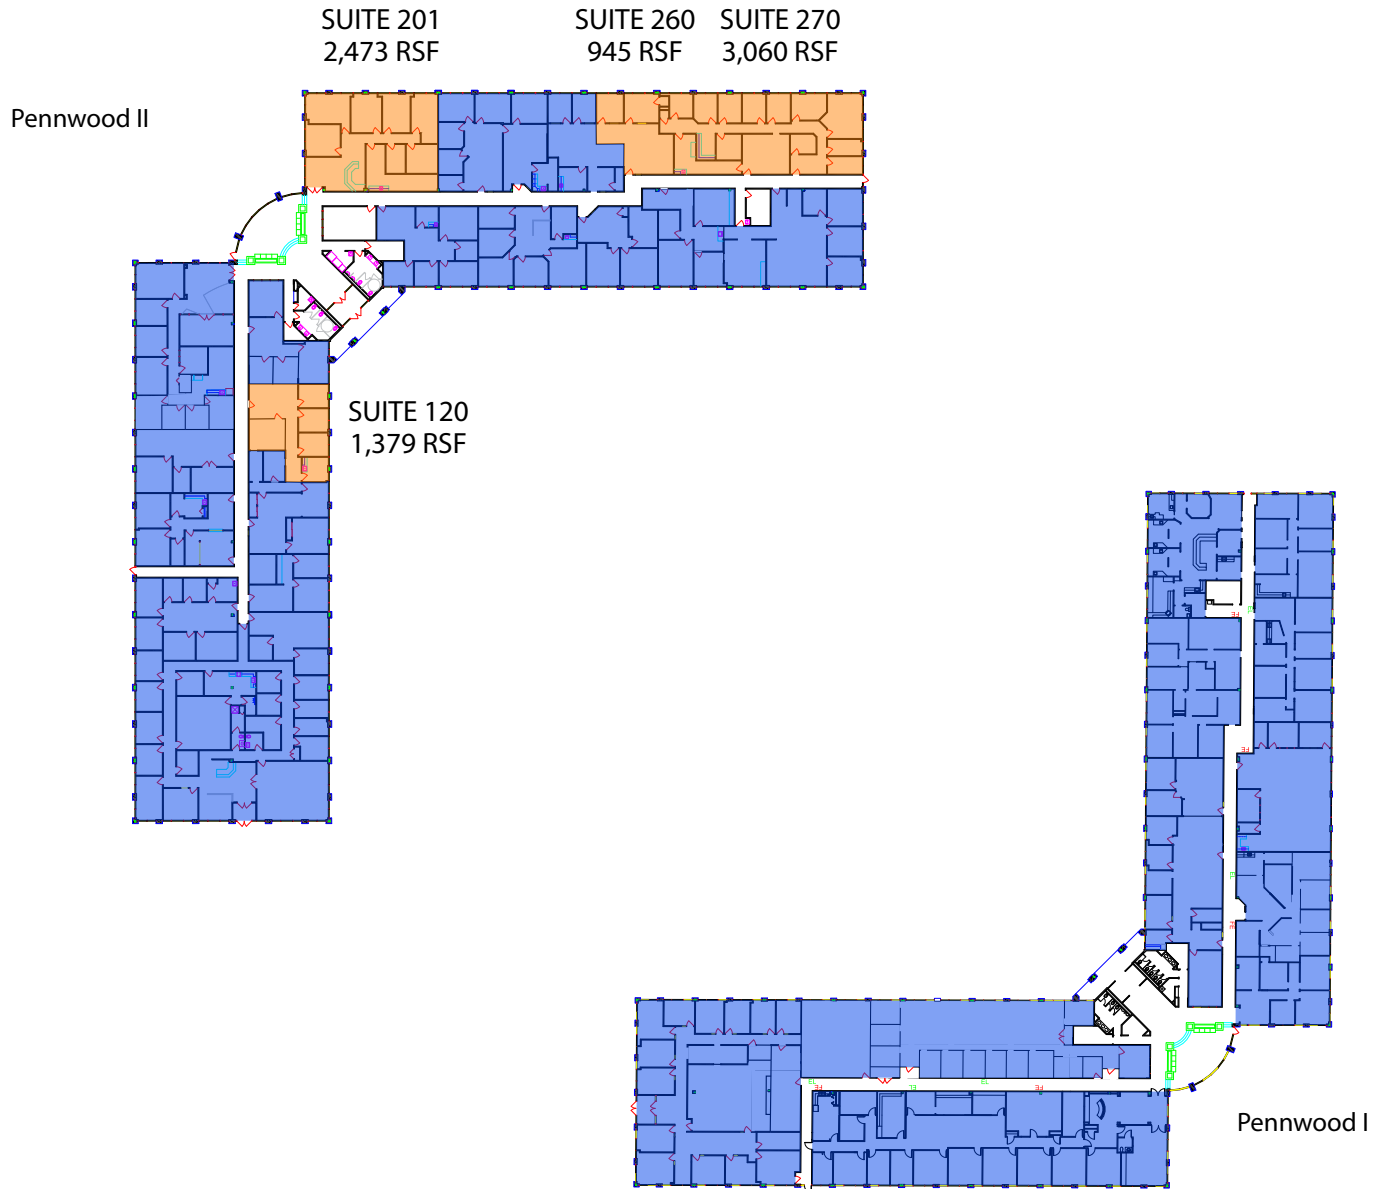 SUITE 201
2,473 RSF
SUITE 260
945 RSF
SUITE 270
3,060 RSF
Pennwood II
SUITE 120
1,379 RSF
Pennwood I